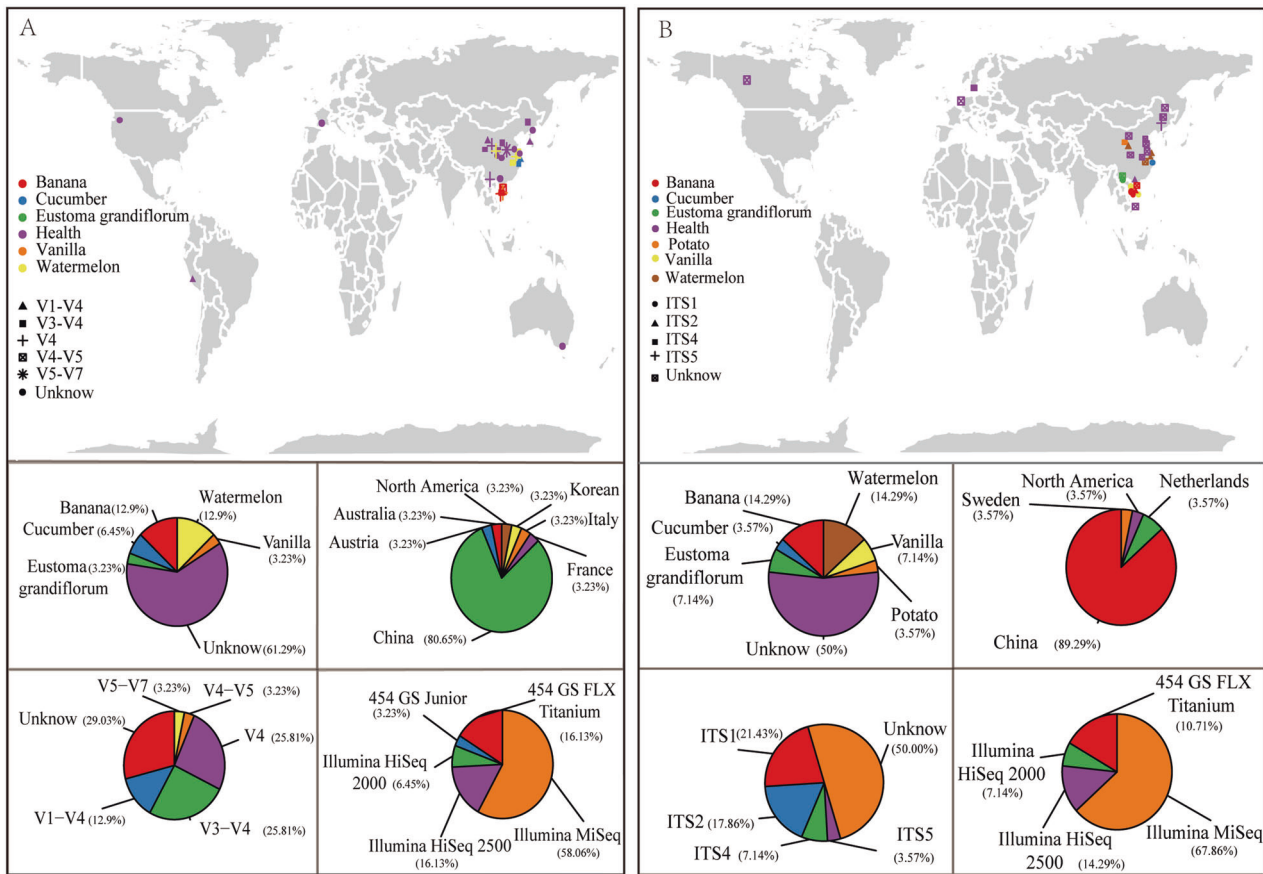 A
Banana
Cucumber
Eustoma grandiflorum
Health
Vanilla
Watermelon
V1-V4
V3-V4
V4
V4-V5
V5-V7
Unknow
Banana (12.9%)
Cucumber (6.45%)
Eustoma (3.23%)
grandiflorum
Watermelon
(12.9%)
Vanilla
(3.23%)
Unknow (61.29%)
North America (3.23%)
Australia (3.23%)
Austria (3.23%)
Korean
(3.23%)
(3.23%) Italy
France
(3.23%)
China (80.65%)
V5−V7 (3.23%)
V4−V5 (3.23%)
Unknow (29.03%)
V4 (25.81%)
V1−V4 (12.9%)
V3−V4 (25.81%)
454 GS Junior
(3.23%)
454 GS FLX
Titanium
(16.13%)
Illumina HiSeq
2000 (6.45%)
Illumina HiSeq 2500
(16.13%)
Illumina MiSeq
(58.06%)
B
Banana
Cucumber
Eustoma grandiflorum
Health
Potato
Vanilla
Watermelon
ITS1
ITS2
ITS4
ITS5
Unknow
Banana (14.29%)
Cucumber (3.57%)
Eustoma
grandiflorum
(7.14%)
Watermelon
(14.29%)
Vanilla
(7.14%)
Potato
(3.57%)
Unknow (50%)
North America
(3.57%)
Sweden
(3.57%)
Netherlands
(3.57%)
China
(89.29%)
ITS1 (21.43%)
Unknow
(50.00%)
ITS2
(17.86%)
ITS4 (7.14%)
ITS5
(3.57%)
454 GS FLX
Titanium
(10.71%)
Illumina
HiSeq 2000
(7.14%)
Illumina HiSeq
2500 (14.29%)
Illumina MiSeq
(67.86%)